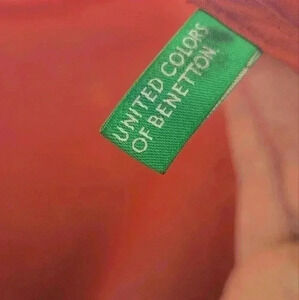 UNITED COLORS
OF BENETTON.